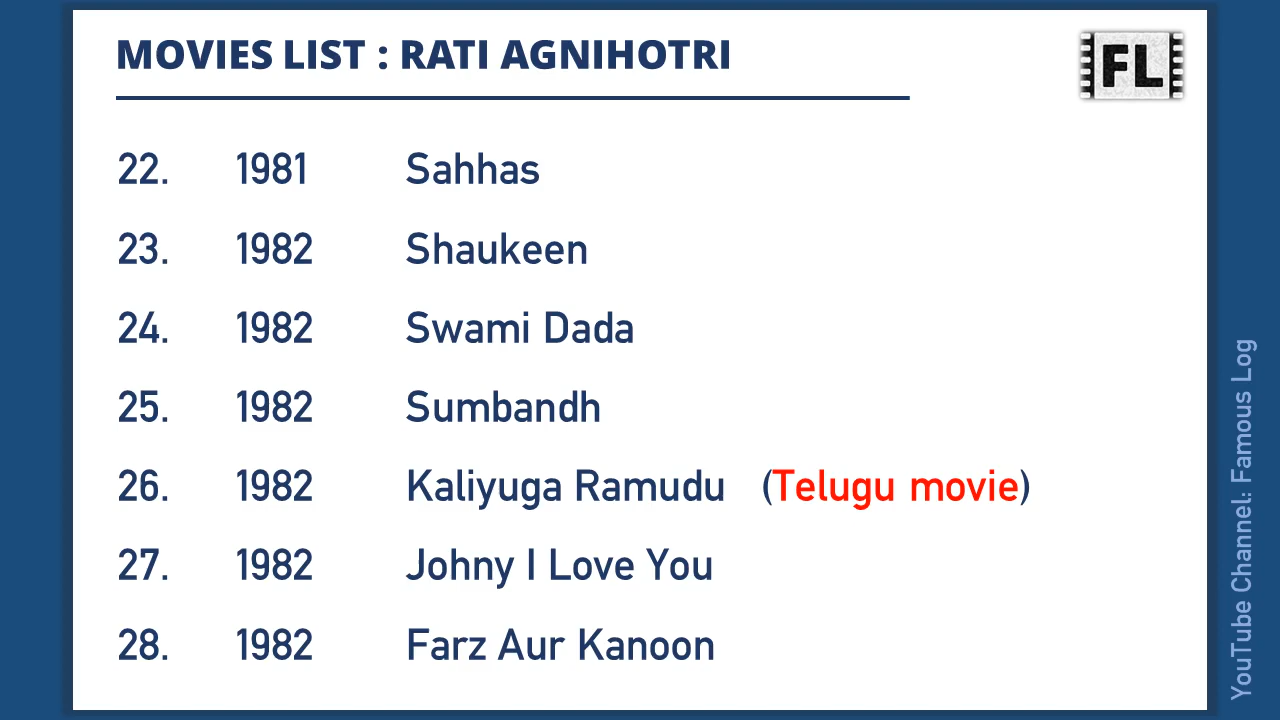 MOVIES LIST : RATI AGNIHOTRI
FL
22. 1981 Sahhas
23. 1982 Shaukeen
24. 1982 Swami Dada
25. 1982 Sumbandh
26. 1982 Kaliyuga Ramudu (Telugu movie)
27. 1982 Johny I Love You
28. 1982 Farz Aur Kanoon
YouTube Channel: Famous Log